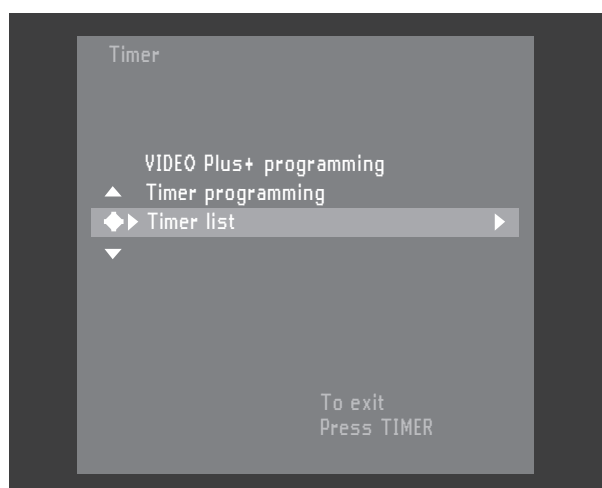 Timer
VIDEO Plus+ programming
Timer programming
Timer list
To exit
Press TIMER